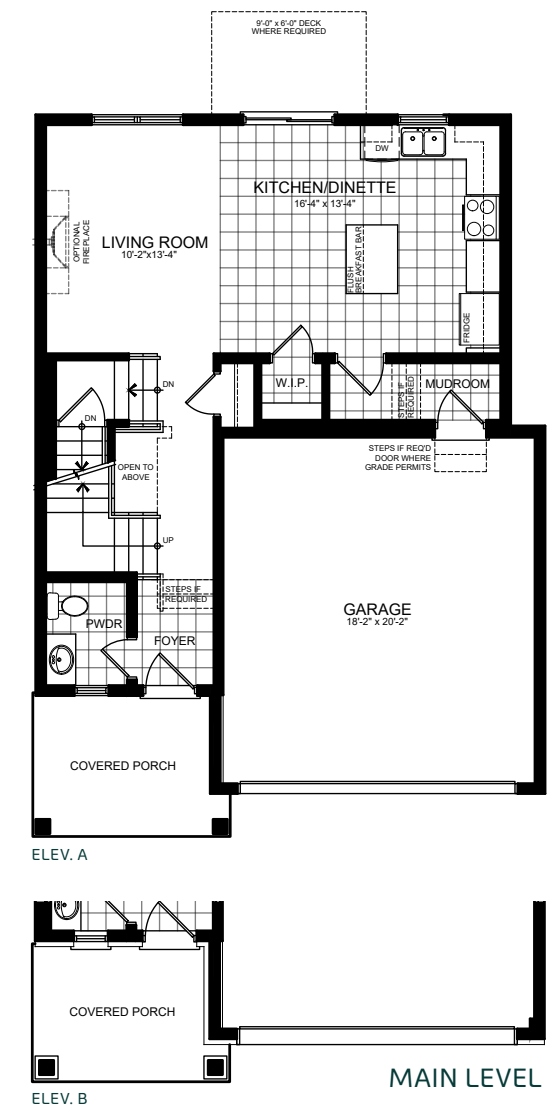 9'-0" x 6'-0" DECK
WHERE REQUIRED
DW
KITCHEN/DINETTE
16'-4" x 13'-4"
LIVING ROOM
10'-2"x13'-4"
OPTIONAL
FIREPLACE
FLUSH
BREAKFAST BAR
FRIDGE
DN
W.I.P.
STEPS IF
REQUIRED
MUDROOM
DN
OPEN TO
ABOVE
STEPS IF REQ'D
DOOR WHERE
GRADE PERMITS
UP
STEPS IF
REQUIRED
GARAGE
18'-2" x 20'-2"
PWDR
FOYER
COVERED PORCH
ELEV. A
COVERED PORCH
MAIN LEVEL
ELEV. B